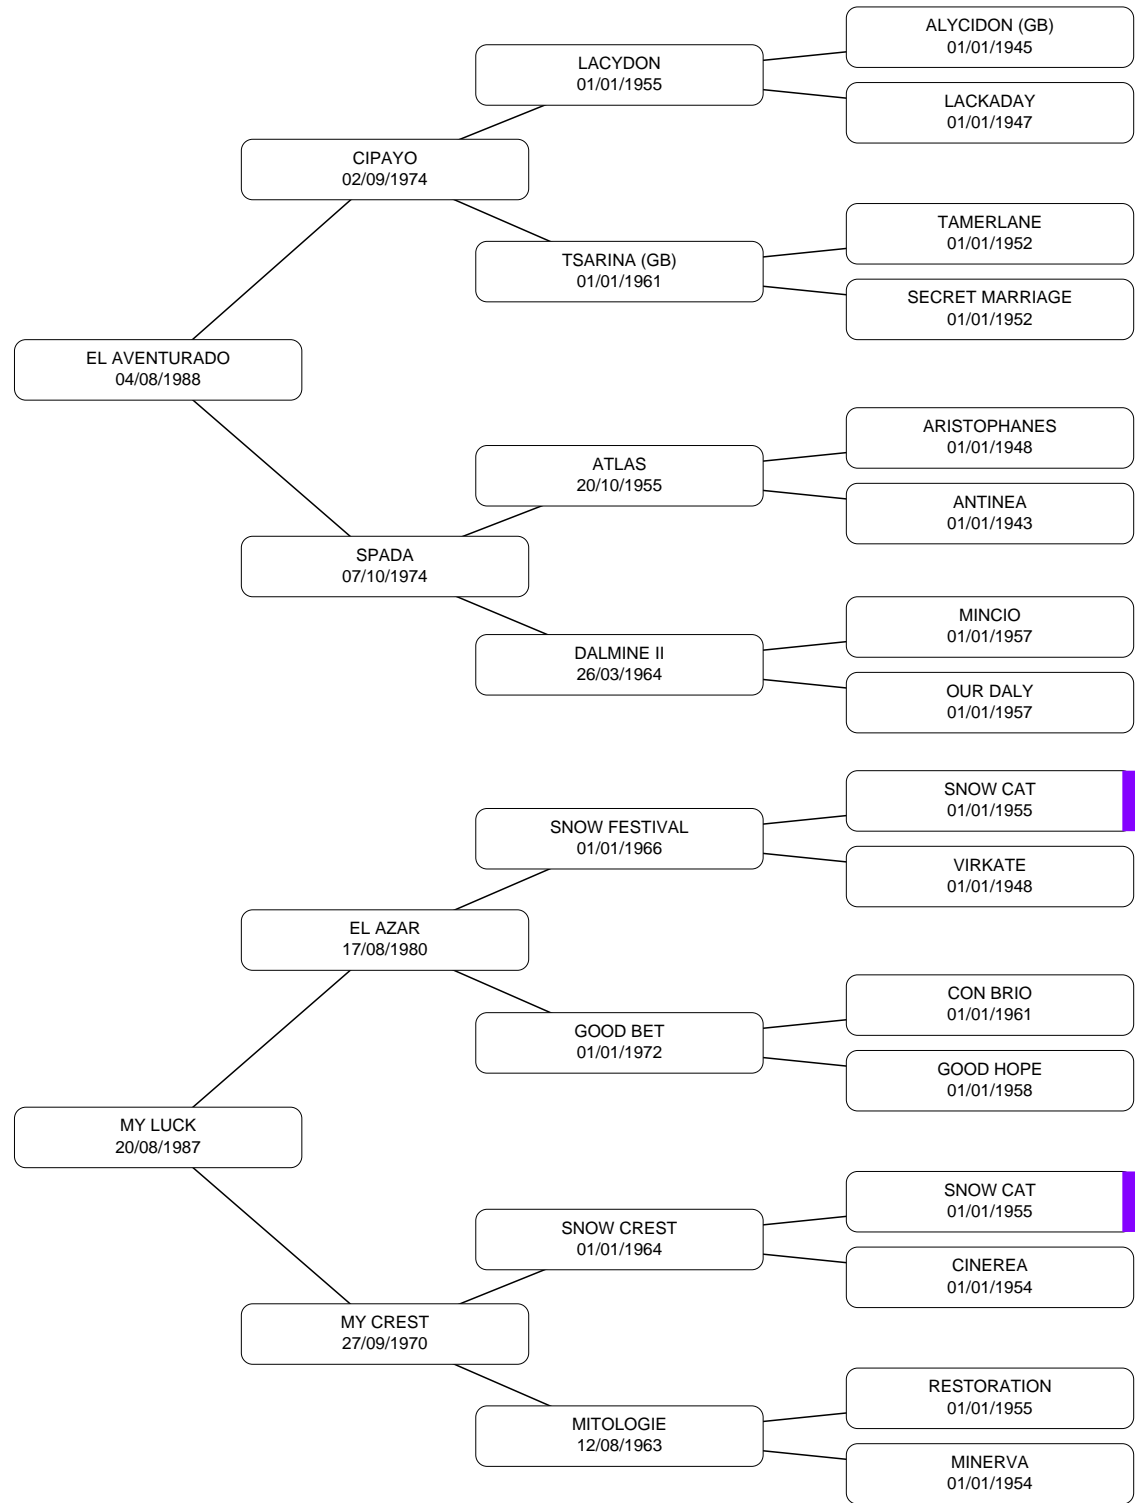 ALYCIDON (GB)
01/01/1945
LACYDON
01/01/1955
LACKADAY
01/01/1947
CIPAYO
02/09/1974
TAMERLANE
01/01/1952
TSARINA (GB)
01/01/1961
SECRET MARRIAGE
01/01/1952
EL AVENTURADO
04/08/1988
ARISTOPHANES
01/01/1948
ATLAS
20/10/1955
ANTINEA
01/01/1943
SPADA
07/10/1974
MINCIO
01/01/1957
DALMINE II
26/03/1964
OUR DALY
01/01/1957
SNOW CAT
01/01/1955
SNOW FESTIVAL
01/01/1966
VIRKATE
01/01/1948
EL AZAR
17/08/1980
CON BRIO
01/01/1961
GOOD BET
01/01/1972
GOOD HOPE
01/01/1958
MY LUCK
20/08/1987
SNOW CAT
01/01/1955
SNOW CREST
01/01/1964
CINEREA
01/01/1954
MY CREST
27/09/1970
RESTORATION
01/01/1955
MITOLOGIE
12/08/1963
MINERVA
01/01/1954